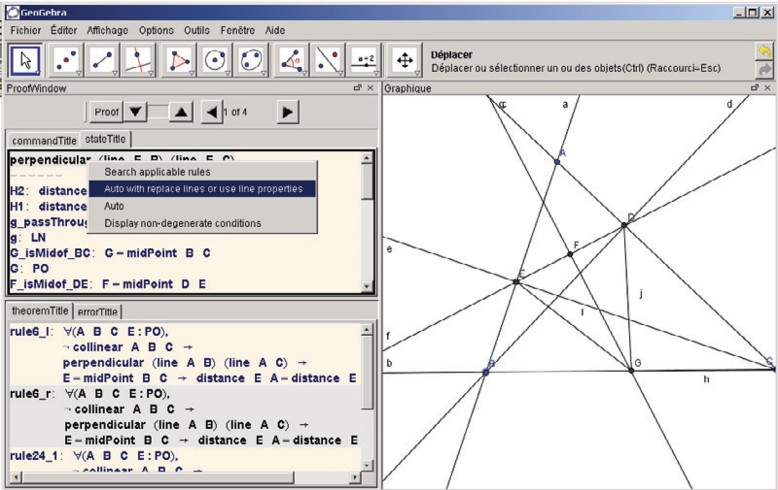 GeoGebra
Fichier Éditer Affichage Options Outils Fenêtre Aide
a=2
Déplacer
Déplacer ou sélectionner un ou des objets(Ctrl) (Raccourci=Esc)
ProofWindow
Graphique
Proof
1 of 4
commandTitle stateTitle
perpendicular (line F B) (line E C)
Search applicable rules
H2: distance
Auto with replace lines or use line properties
H1: distance
Auto
g_passThroug
Display non-degenerate conditions
g: LN
G_isMidof_BC: G=midPoint B C
G: PO
F_isMidof_DE: F=midPoint D E
theoremTitle errorTitle
rule6_l: ∀(A B C E:PO),
¬ collinear A B C →
perpendicular (line A B) (line A C) →
E=midPoint B C → distance E A=distance E
rule6_r: ∀(A B C E:PO),
¬ collinear A B C →
perpendicular (line A B) (line A C) →
E=midPoint B C → distance E A=distance E
rule24_1: ∀(A B C E:PO),
¬ collinear A B C →
a
d
A
D
e
F
E
j
i
f
b
B
G
C
h